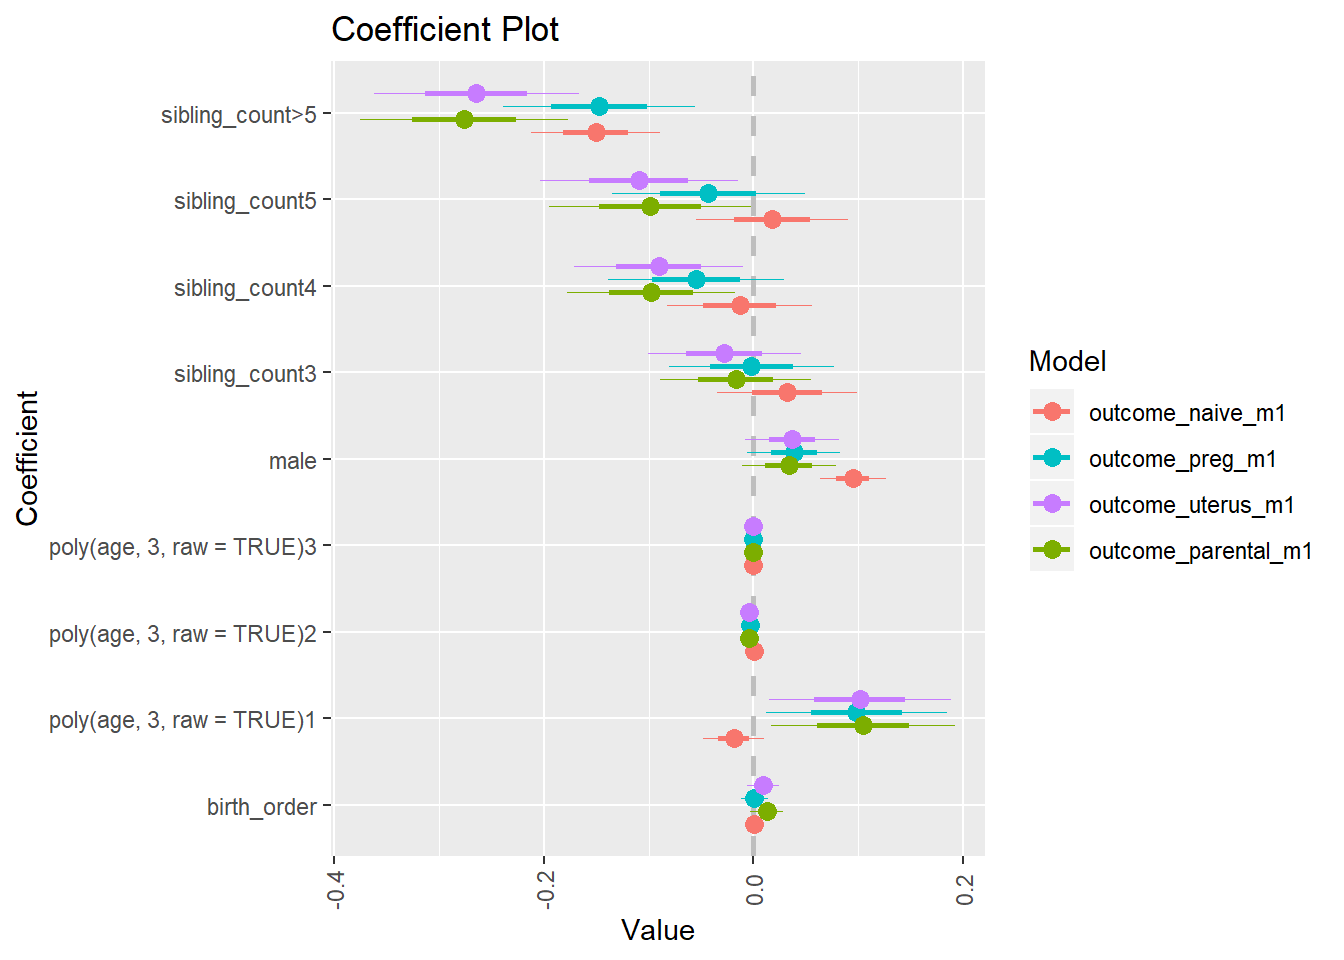 Coefficient Plot
sibling_count>5
sibling_count5
sibling_count4
sibling_count3
male
poly(age, 3, raw = TRUE)3
poly(age, 3, raw = TRUE)2
poly(age, 3, raw = TRUE)1
birth_order
Coefficient
-0.4
-0.2
0.0
0.2
Value
Model
outcome_naive_m1
outcome_preg_m1
outcome_uterus_m1
outcome_parental_m1